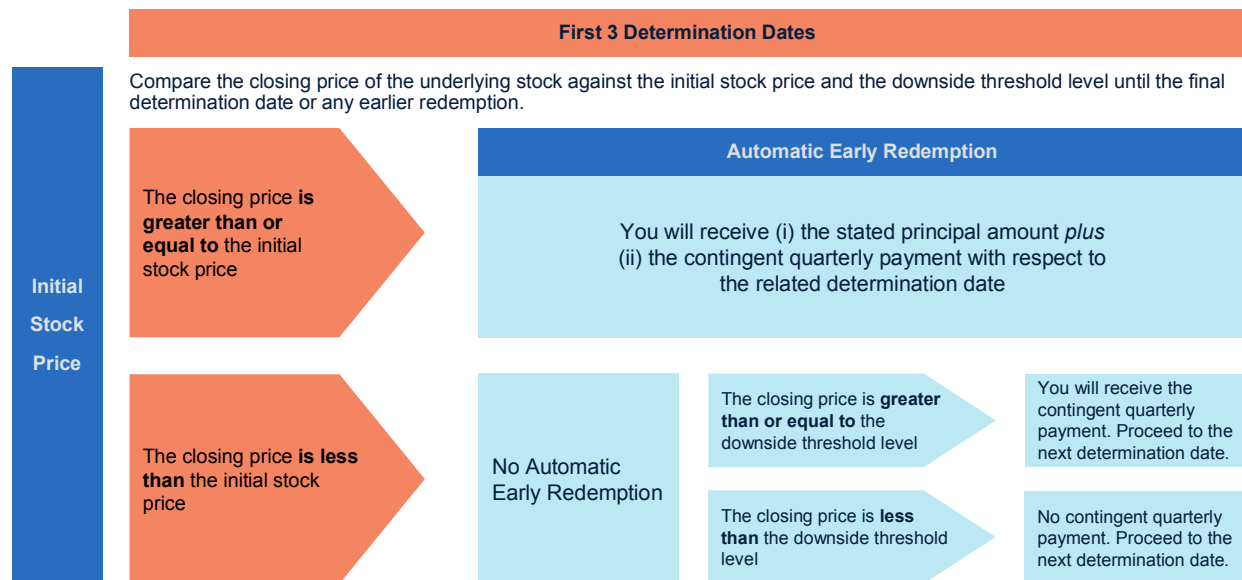 First 3 Determination Dates
Compare the closing price of the underlying stock against the initial stock price and the downside threshold level until the final
determination date or any earlier redemption.
Initial
Stock
Price
The closing price is
greater than or
equal to the initial
stock price
Automatic Early Redemption
You will receive (i) the stated principal amount plus
(ii) the contingent quarterly payment with respect to
the related determination date
The closing price is less
than the initial stock
price
No Automatic
Early Redemption
The closing price is greater
than or equal to the
downside threshold level
You will receive the
contingent quarterly
payment. Proceed to the
next determination date.
The closing price is less
than the downside threshold
level
No contingent quarterly
payment. Proceed to the
next determination date.